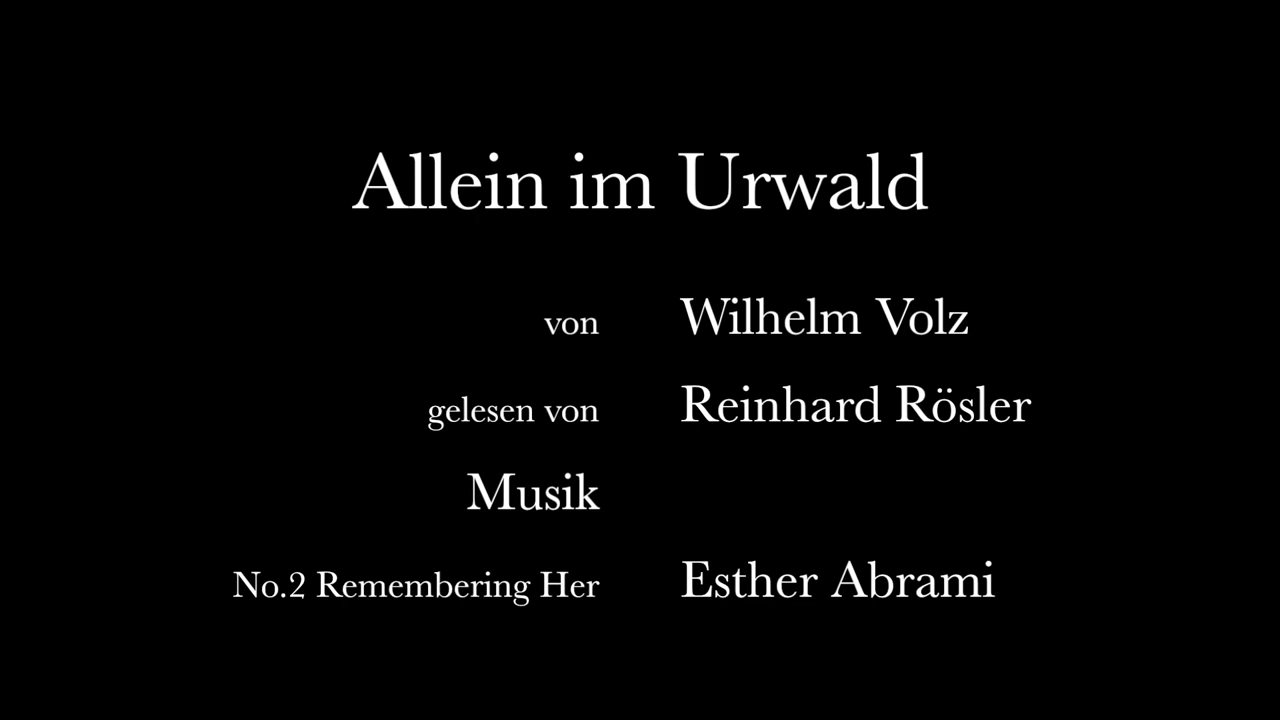 Allein im Urwald
von Wilhelm Volz
gelesen von Reinhard Rösler
Musik
No.2 Remembering Her Esther Abrami